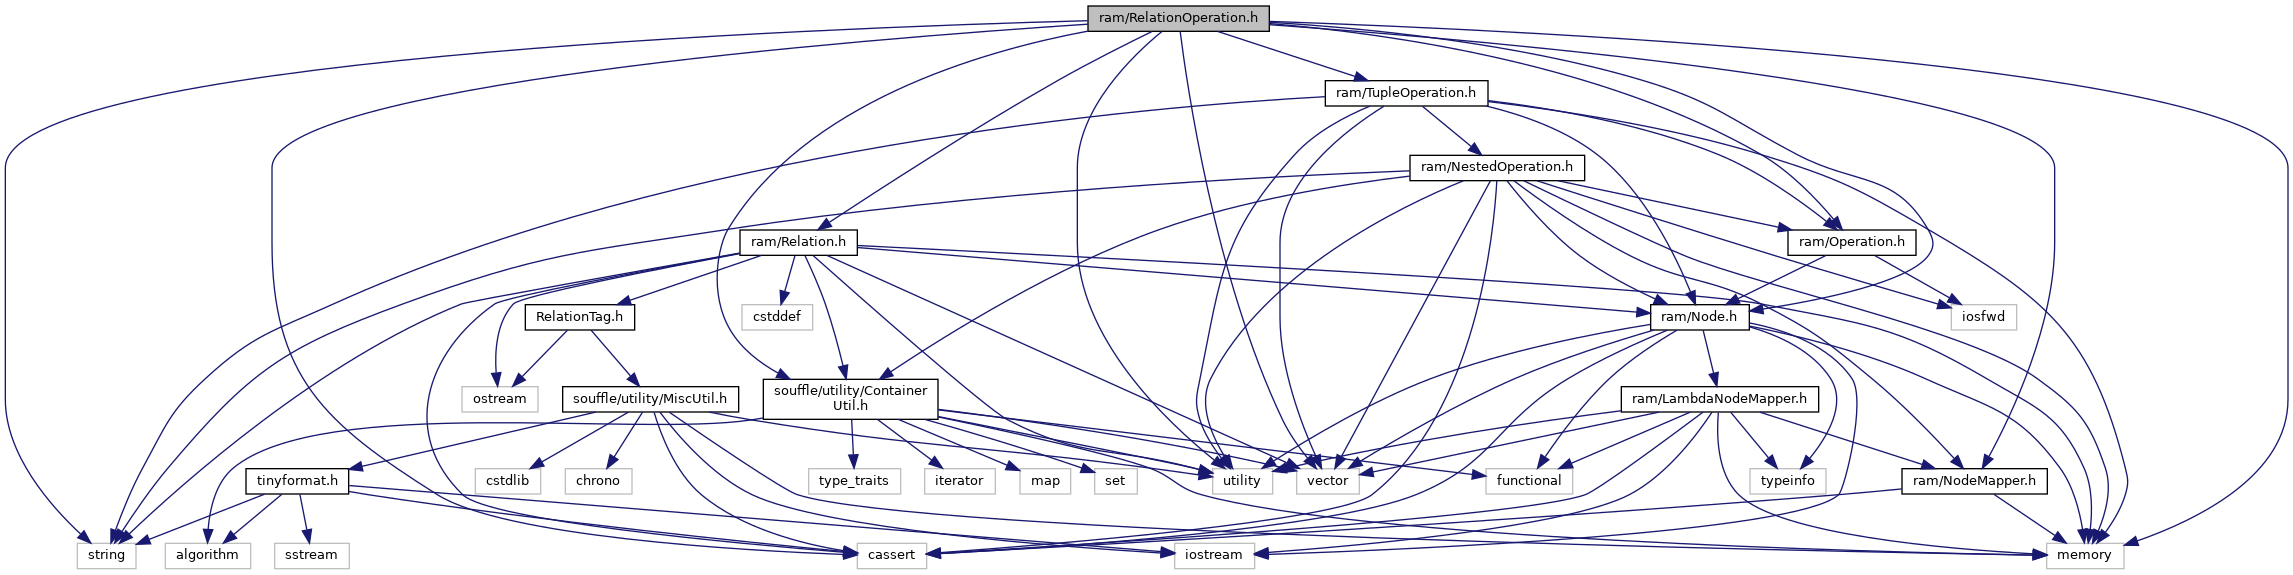 ram/RelationOperation.h
ram/TupleOperation.h
ram/NestedOperation.h
ram/Relation.h
ram/Operation.h
cstddef
RelationTag.h
ram/Node.h
iosfwd
ostream
souffle/utility/MiscUtil.h
souffle/utility/Container
Util.h
ram/LambdaNodeMapper.h
tinyformat.h
cstdlib
chrono
type_traits
iterator
map
set
utility
vector
functional
typeinfo
ram/NodeMapper.h
string
algorithm
sstream
cassert
iostream
memory